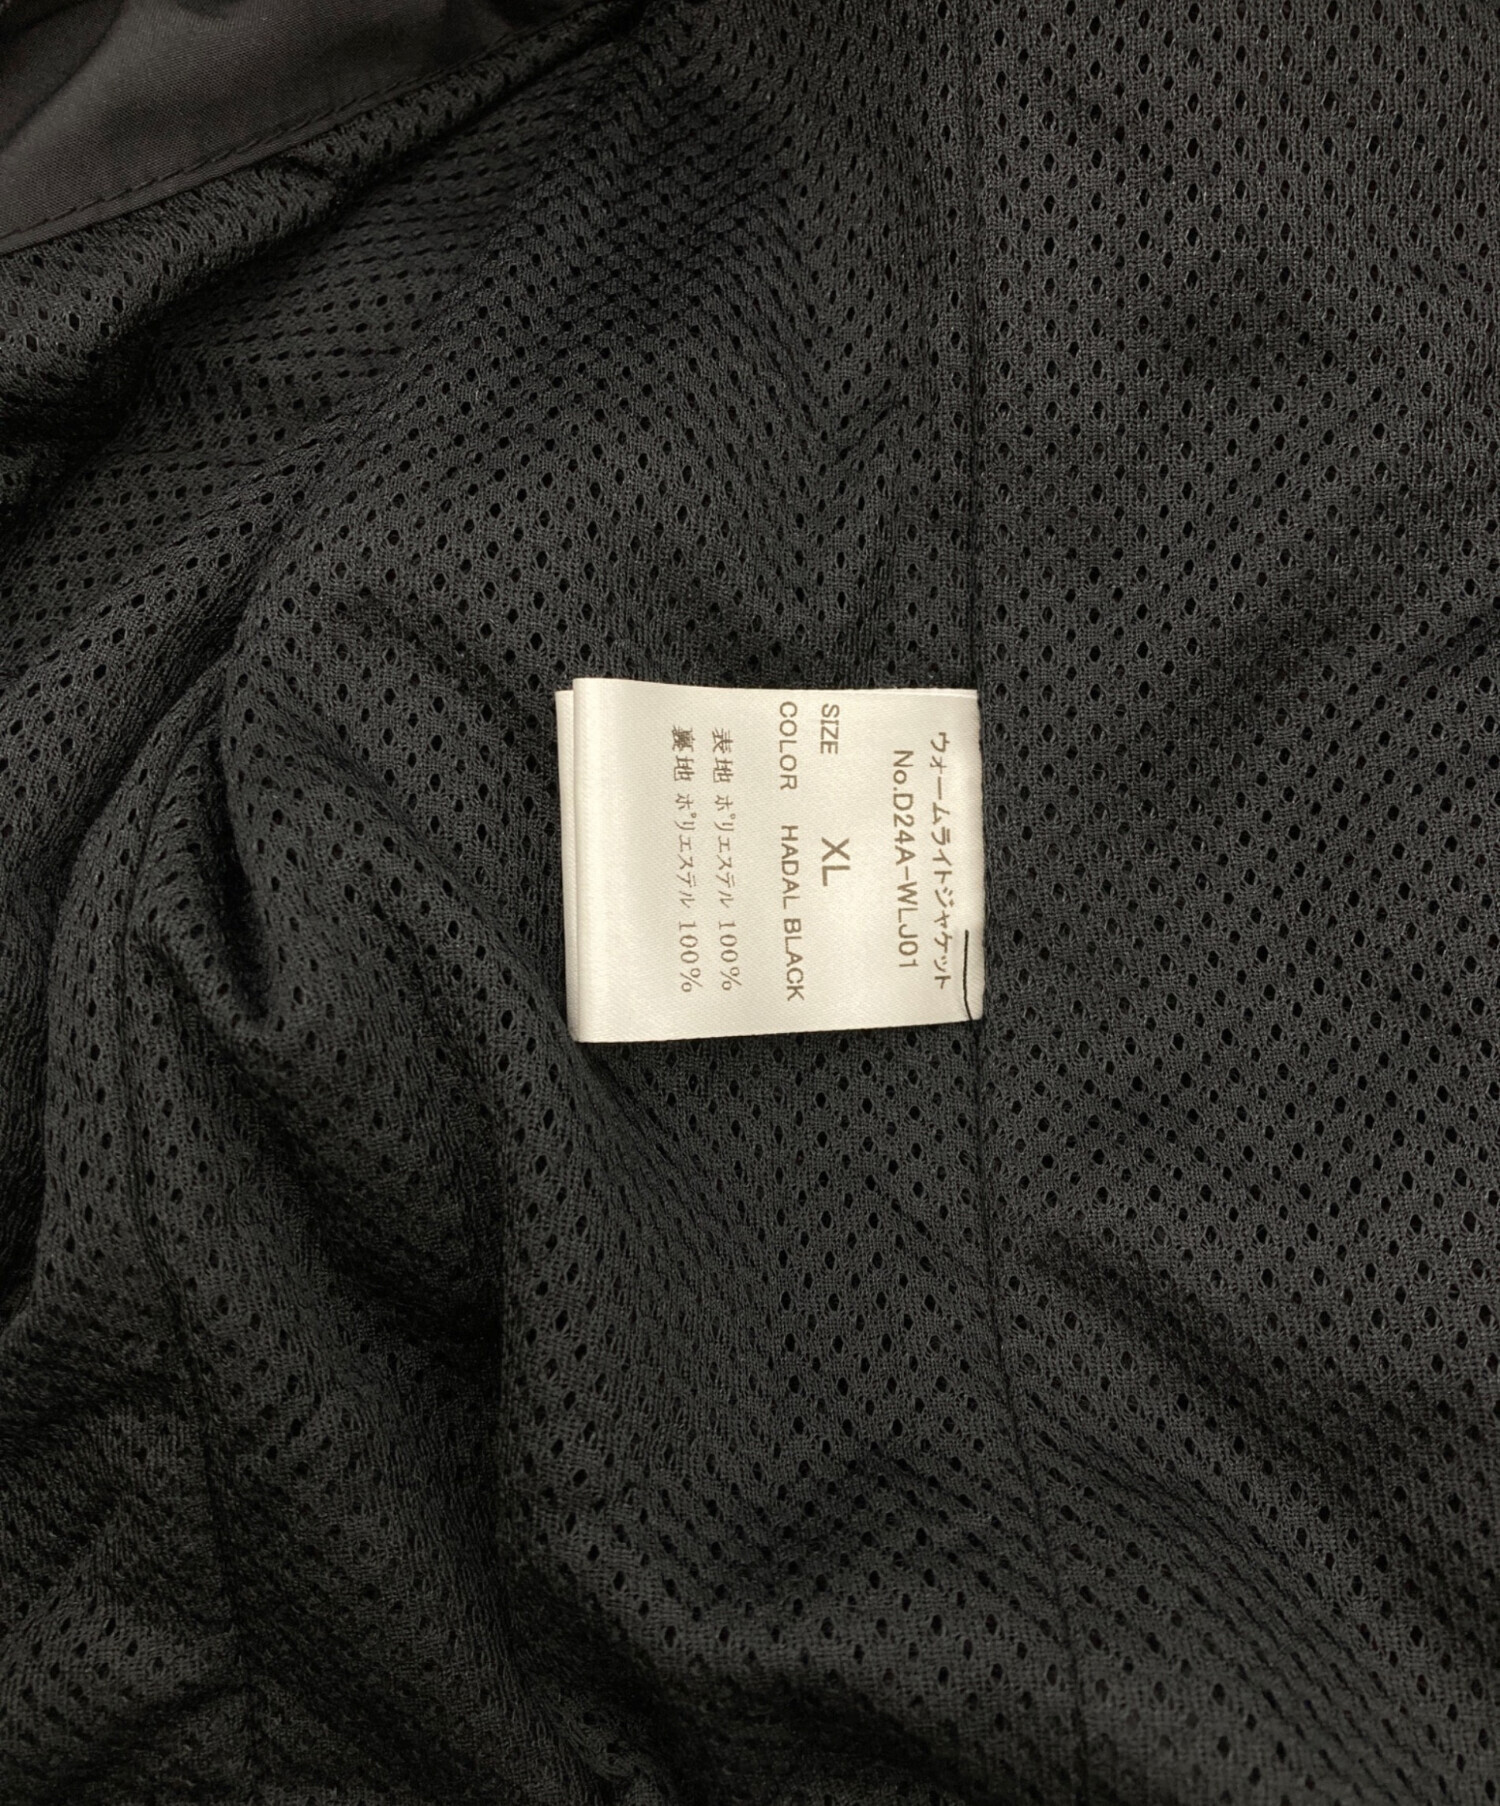 ウォームライトジャケット
No.D24A-WLJ01
SIZE XL
COLOR HADAL BLACK
表地 ポリエステル 100%
裏地 ポリエステル 100%